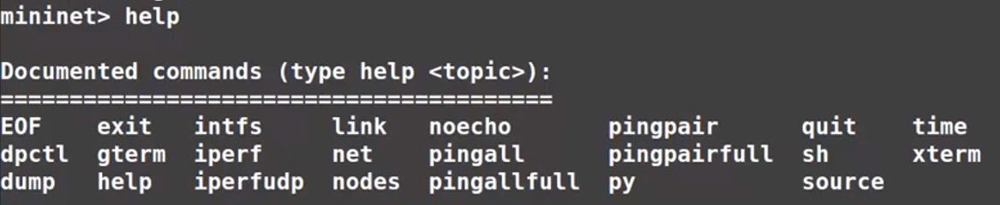 mininet> help
Documented commands (type help <topic>):
========================================
EOF exit intfs link noecho pingpair quit time
dpctl gterm iperf net pingall pingpairfull sh xterm
dump help iperfudp nodes pingallfull py source